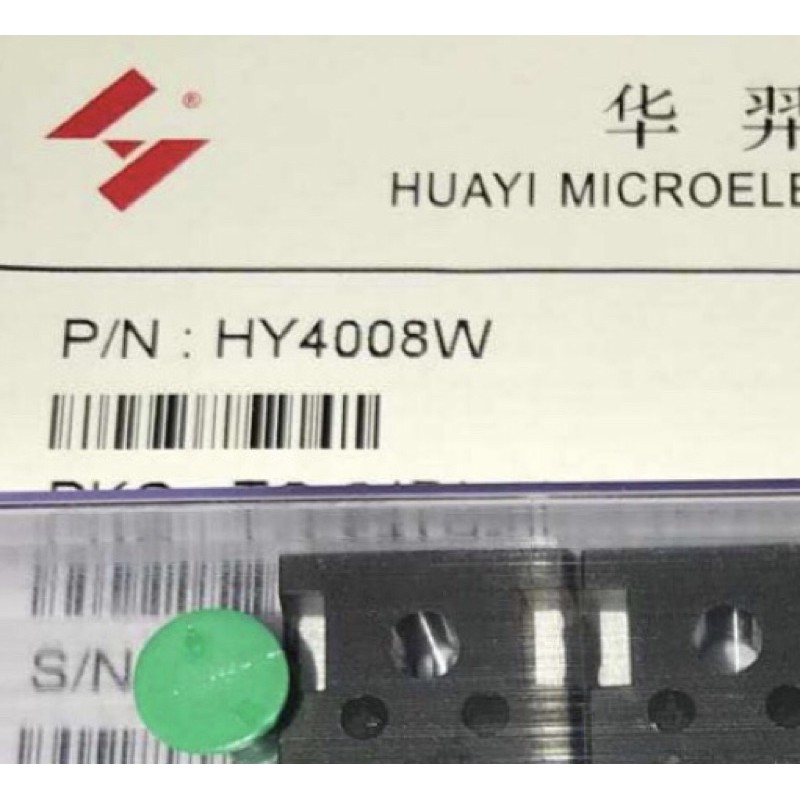 ®
华羿
HUAYI MICROELE
P/N : HY4008W
S/N